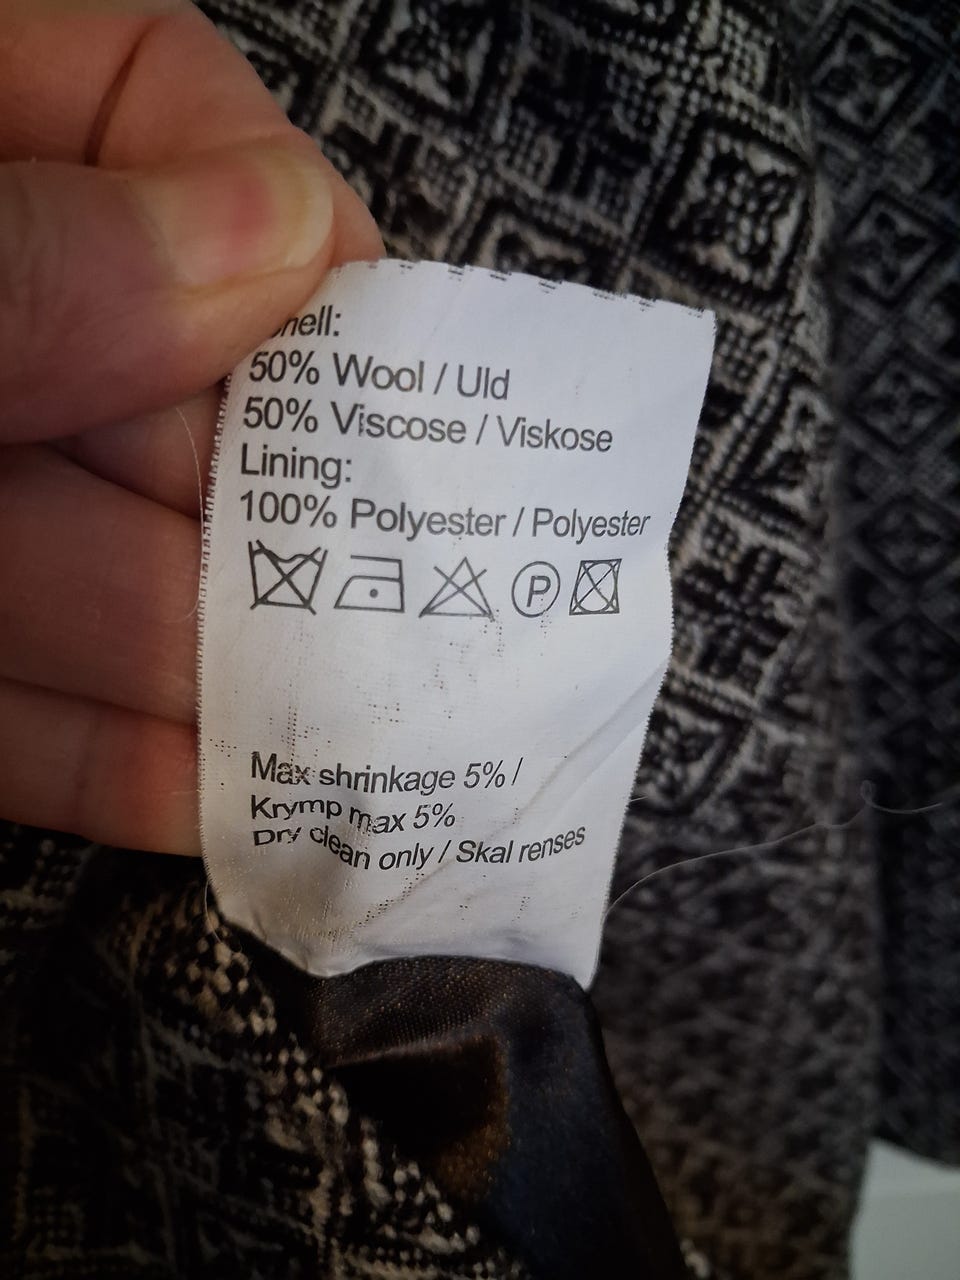 hell:
50% Wool / Uld
50% Viscose / Viskose
Lining:
100% Polyester / Polyester
P
Max shrinkage 5% /
Krymp max 5%
Dry clean only / Skal renses